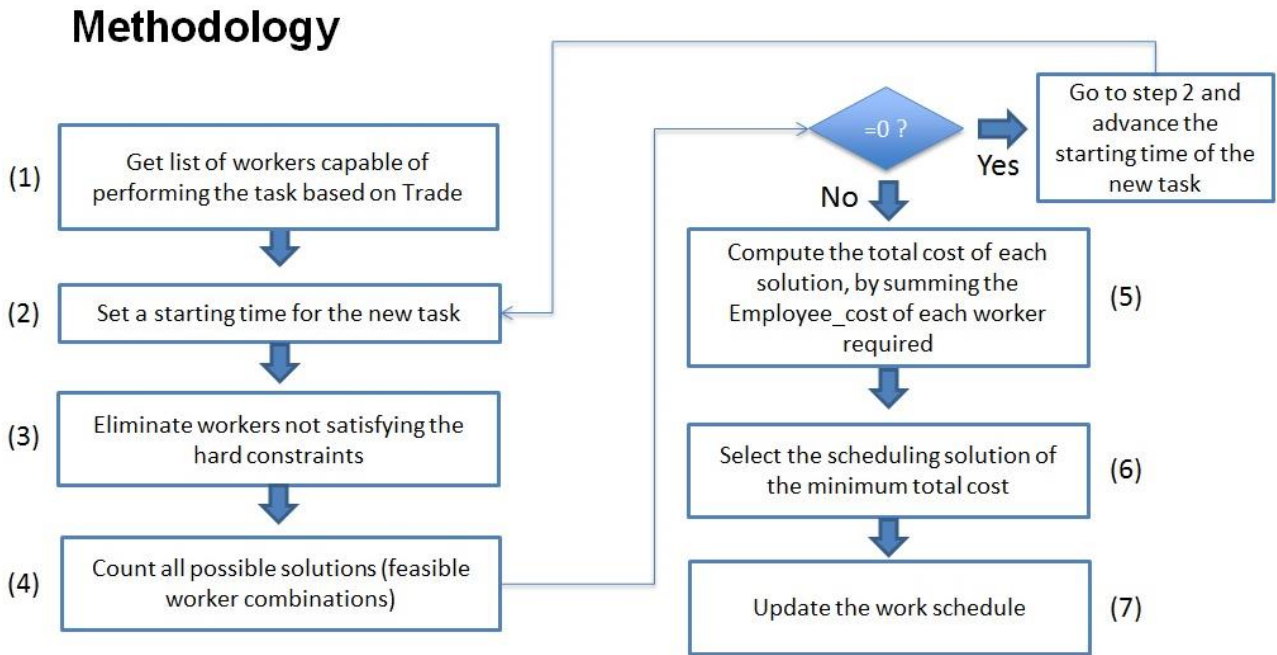 Methodology
(1)
Get list of workers capable of
performing the task based on Trade
(2)
Set a starting time for the new task
(3)
Eliminate workers not satisfying the
hard constraints
(4)
Count all possible solutions (feasible
worker combinations)
=0 ?
Yes
Go to step 2 and
advance the
starting time of the
new task
No
Compute the total cost of each
solution, by summing the
Employee_cost of each worker
required
(5)
Select the scheduling solution of
the minimum total cost
(6)
Update the work schedule
(7)